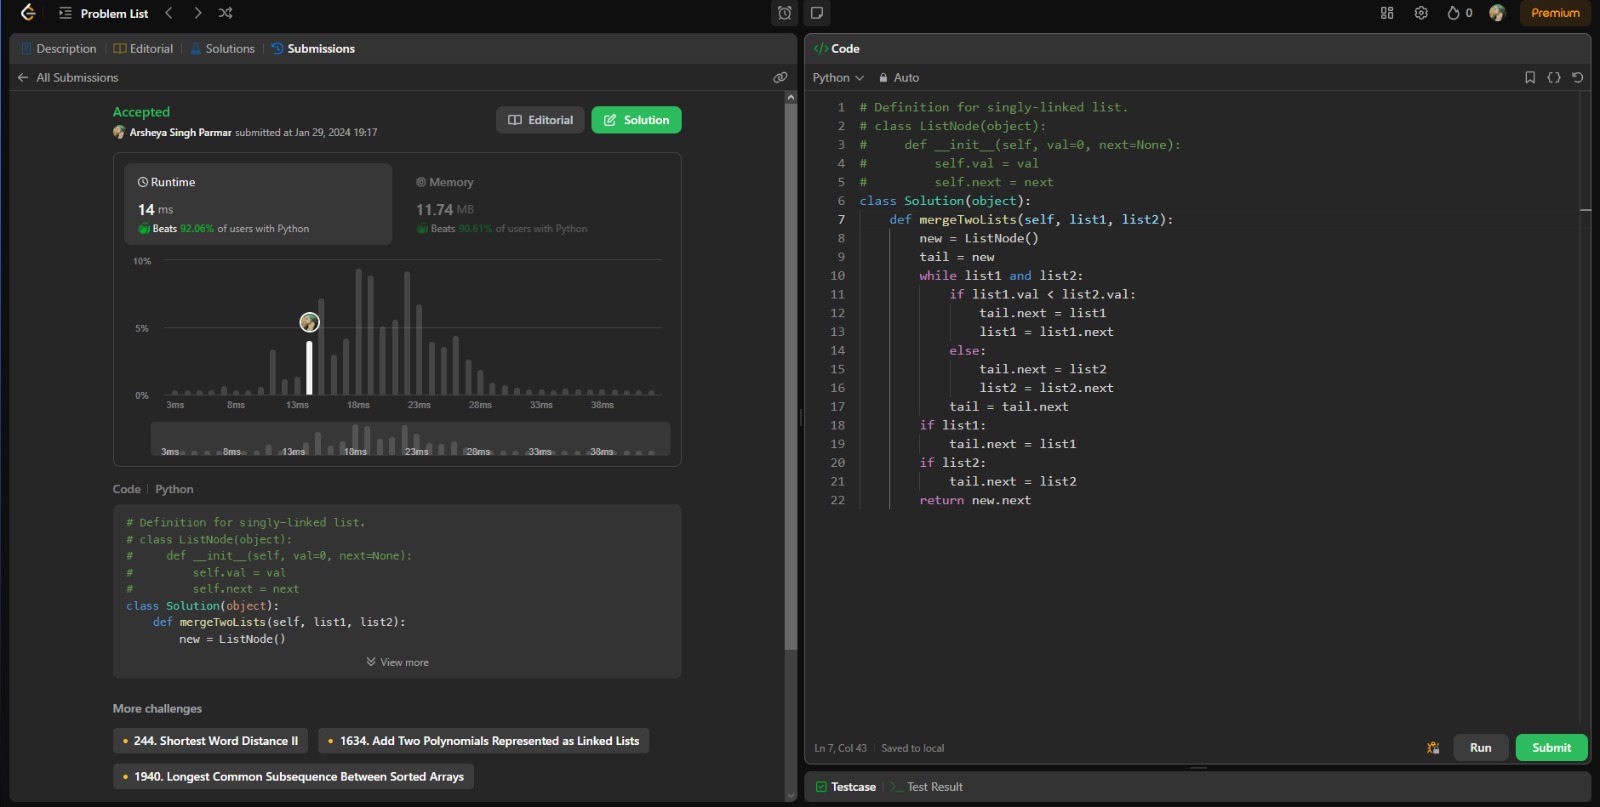 Problem List
0
Premium
Description
Editorial
Solutions
Submissions
All Submissions
Accepted
Arsheya Singh Parmar submitted at Jan 29, 2024 19:17
Editorial
Solution
Runtime
14 ms
Beats 92.06% of users with Python
Memory
11.74 MB
Beats 90.61% of users with Python
10%
5%
0%
3ms 8ms 13ms 18ms 23ms 28ms 33ms 38ms
3ms 8ms 13ms 18ms 23ms 28ms 33ms 38ms
Code | Python
# Definition for singly-linked list.
# class ListNode(object):
#     def __init__(self, val=0, next=None):
#         self.val = val
#         self.next = next
class Solution(object):
    def mergeTwoLists(self, list1, list2):
        new = ListNode()
View more
More challenges
244. Shortest Word Distance II
1634. Add Two Polynomials Represented as Linked Lists
1940. Longest Common Subsequence Between Sorted Arrays
</> Code
Python
Auto
{}
1 # Definition for singly-linked list.
2 # class ListNode(object):
3 #     def __init__(self, val=0, next=None):
4 #         self.val = val
5 #         self.next = next
6 class Solution(object):
7     def mergeTwoLists(self, list1, list2):
8         new = ListNode()
9         tail = new
10         while list1 and list2:
11             if list1.val < list2.val:
12                 tail.next = list1
13                 list1 = list1.next
14             else:
15                 tail.next = list2
16                 list2 = list2.next
17             tail = tail.next
18         if list1:
19             tail.next = list1
20         if list2:
21             tail.next = list2
22         return new.next
Ln 7, Col 43 | Saved to local
Run
Submit
Testcase
>_ Test Result